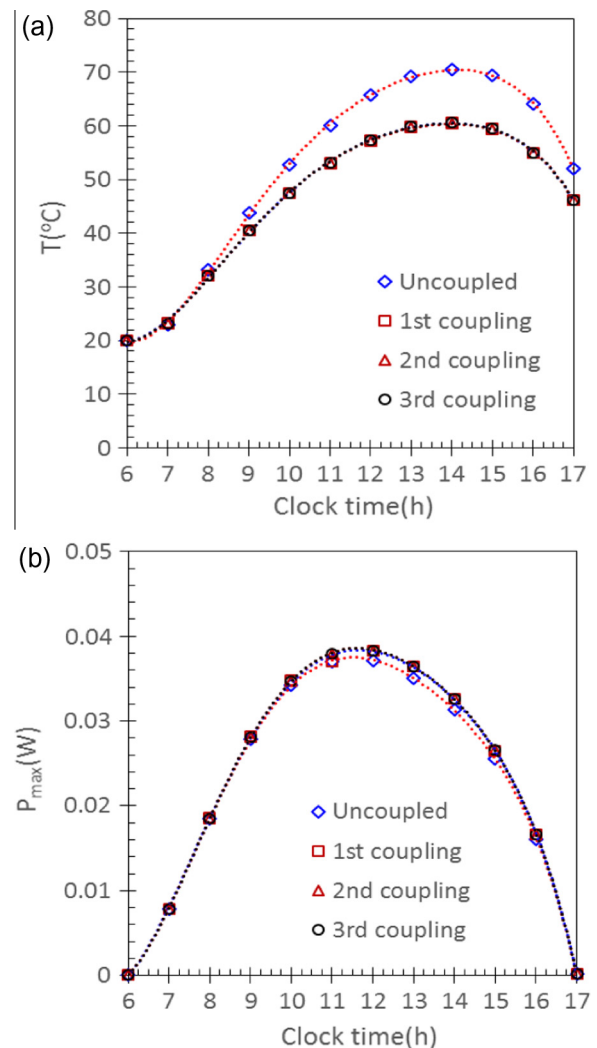 (a)
80
70
60
50
40
30
20
10
0
T(°C)
Uncoupled
1st coupling
2nd coupling
3rd coupling
6 7 8 9 10 11 12 13 14 15 16 17
Clock time(h)
(b)
0.05
0.04
0.03
0.02
0.01
0
Pmax(W)
Uncoupled
1st coupling
2nd coupling
3rd coupling
6 7 8 9 10 11 12 13 14 15 16 17
Clock time(h)